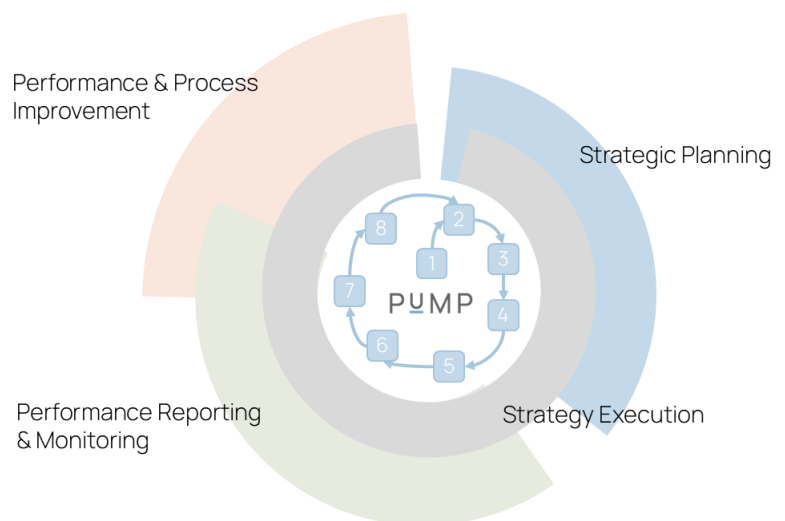 Performance & Process
Improvement
Strategic Planning
2
8
1
3
7
PuMP
4
6
5
Performance Reporting
& Monitoring
Strategy Execution